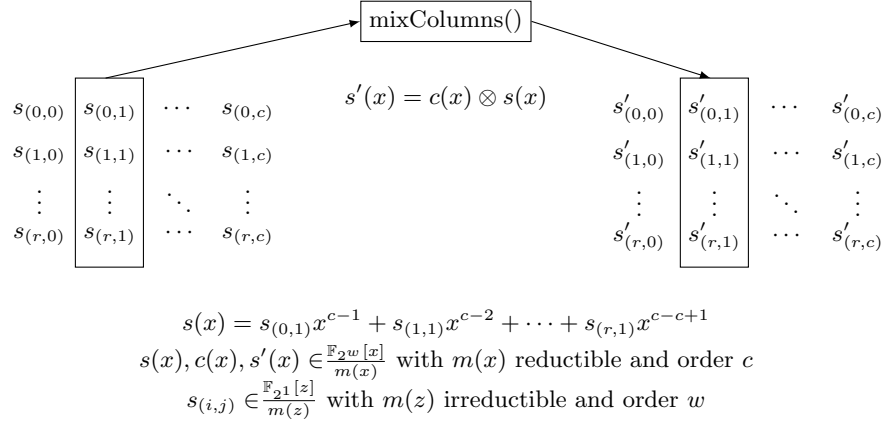 mixColumns()
s′(x) = c(x) ⊗ s(x)
s(0,0) s(0,1) ⋯ s(0,c) s′(0,0) s′(0,1) ⋯ s′(0,c)
s(1,0) s(1,1) ⋯ s(1,c) s′(1,0) s′(1,1) ⋯ s′(1,c)
⋮ ⋮ ⋱ ⋮ ⋮ ⋮ ⋱ ⋮
s(r,0) s(r,1) ⋯ s(r,c) s′(r,0) s′(r,1) ⋯ s′(r,c)
s(x) = s(0,1)x^{c−1} + s(1,1)x^{c−2} + ⋯ + s(r,1)x^{c−c+1}
s(x), c(x), s′(x) ∈ 𝔽_{2^w}[x]/m(x) with m(x) reductible and order c
s(i,j) ∈ 𝔽_{2^1}[z]/m(z) with m(z) irreductible and order w